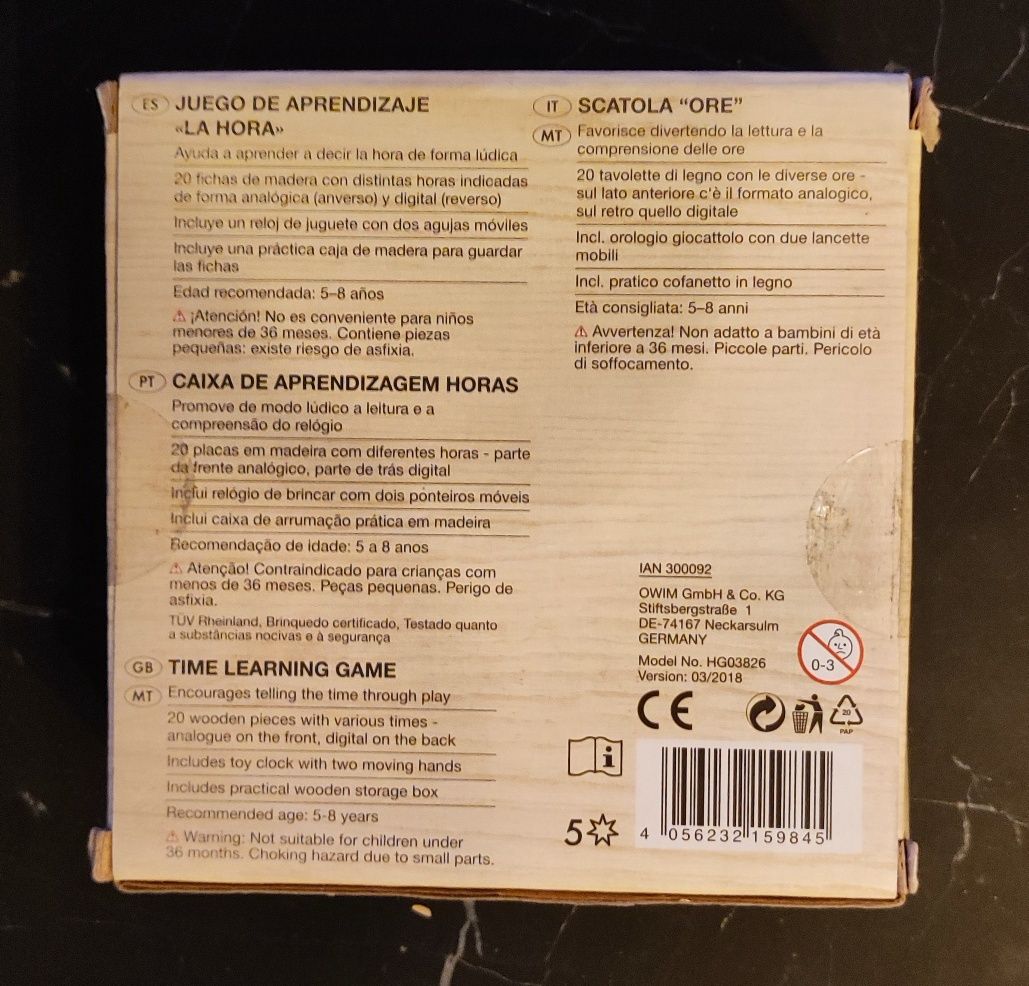 ES JUEGO DE APRENDIZAJE
«LA HORA»
Ayuda a aprender a decir la hora de forma lúdica
20 fichas de madera con distintas horas indicadas
de forma analógica (anverso) y digital (reverso)
Incluye un reloj de juguete con dos agujas móviles
Incluye una práctica caja de madera para guardar
las fichas
Edad recomendada: 5–8 años
¡Atención! No es conveniente para niños
menores de 36 meses. Contiene piezas
pequeñas: existe riesgo de asfixia.
PT CAIXA DE APRENDIZAGEM HORAS
Promove de modo lúdico a leitura e a
compreensão do relógio
20 placas em madeira com diferentes horas - parte
da frente analógico, parte de trás digital
Inclui relógio de brincar com dois ponteiros móveis
Inclui caixa de arrumação prática em madeira
Recomendação de idade: 5 a 8 anos
Atenção! Contraindicado para crianças com
menos de 36 meses. Peças pequenas. Perigo de
asfixia.
TÜV Rheinland, Brinquedo certificado, Testado quanto
a substâncias nocivas e à segurança
GB TIME LEARNING GAME
MT Encourages telling the time through play
20 wooden pieces with various times -
analogue on the front, digital on the back
Includes toy clock with two moving hands
Includes practical wooden storage box
Recommended age: 5-8 years
Warning: Not suitable for children under
36 months. Choking hazard due to small parts.
IT SCATOLA “ORE”
MT Favorisce divertendo la lettura e la
comprensione delle ore
20 tavolette di legno con le diverse ore -
sul lato anteriore c'è il formato analogico,
sul retro quello digitale
Incl. orologio giocattolo con due lancette
mobili
Incl. pratico cofanetto in legno
Età consigliata: 5–8 anni
Avvertenza! Non adatto a bambini di età
inferiore a 36 mesi. Piccole parti. Pericolo
di soffocamento.
IAN 300092
OWIM GmbH & Co. KG
Stiftsbergstraße 1
DE-74167 Neckarsulm
GERMANY
Model No. HG03826
Version: 03/2018
0-3
CE
20
PAP
i
5
4 056232 159845